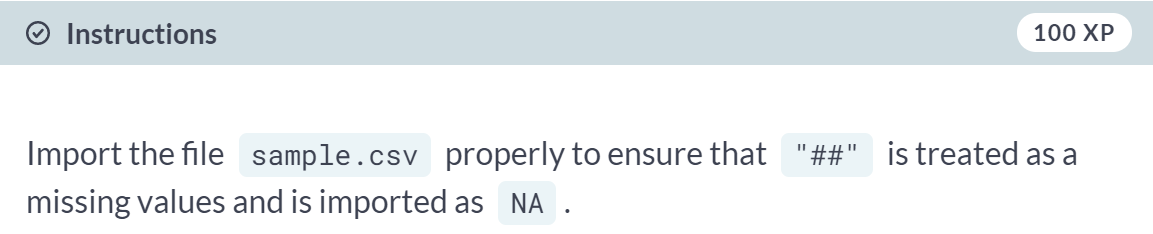 Instructions
100 XP
Import the file sample.csv properly to ensure that "##" is treated as a
missing values and is imported as NA .